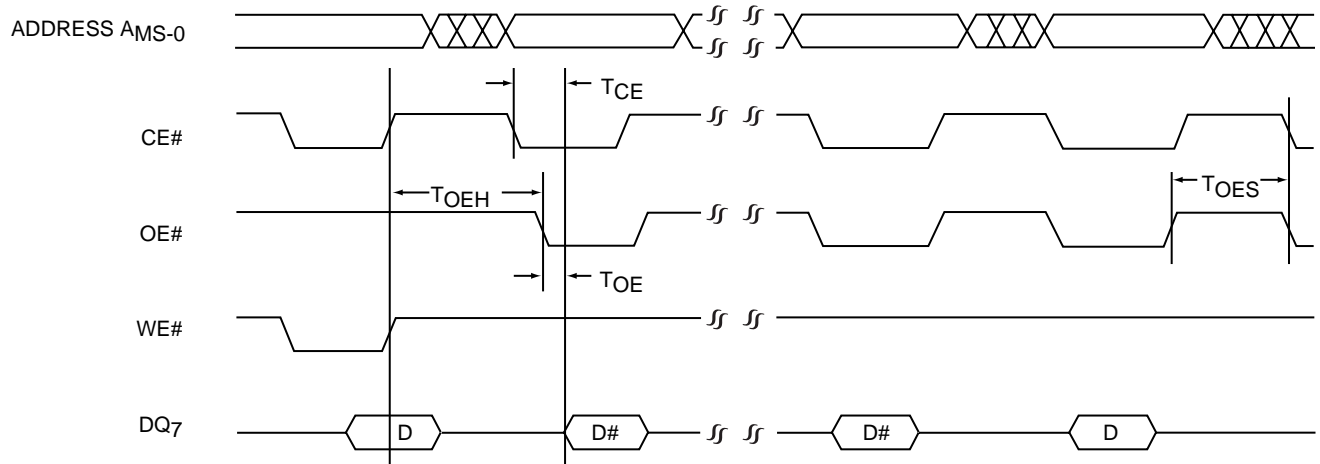 ADDRESS AMS-0
TCE
CE#
TOEH
TOES
OE#
TOE
WE#
DQ7
D
D#
D#
D